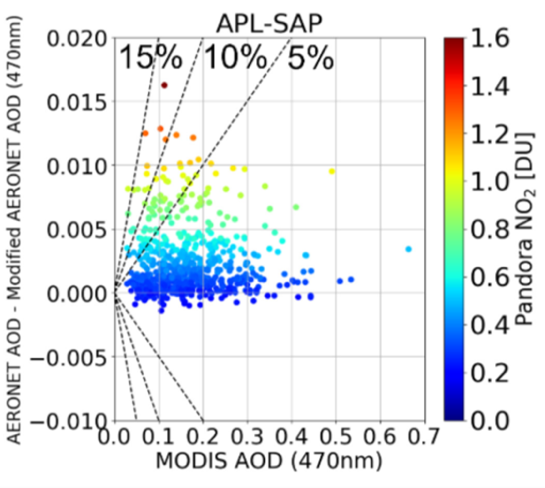 APL-SAP
15% 10% 5%
AERONET AOD - Modified AERONET AOD (470nm)
0.020
0.015
0.010
0.005
0.000
−0.005
−0.010
0.0 0.1 0.2 0.3 0.4 0.5 0.6 0.7
MODIS AOD (470nm)
1.6
1.4
1.2
1.0
0.8
0.6
0.4
0.2
0.0
Pandora NO₂ [DU]